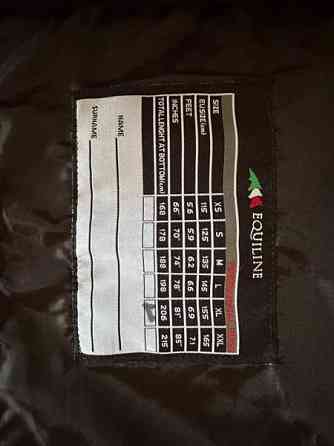 EQUILINE
SIZE XS S M L XL XXL
EU SIZE (cm) 115 125 135 145 155 165
FEET 5.6 5.9 6.2 6.6 6.9 7.1
INCHES 66" 70" 74" 78" 81" 85"
TOTAL LENGHT AT BOTTOM (cm) 168 178 188 198 206 215
NAME
SURNAME